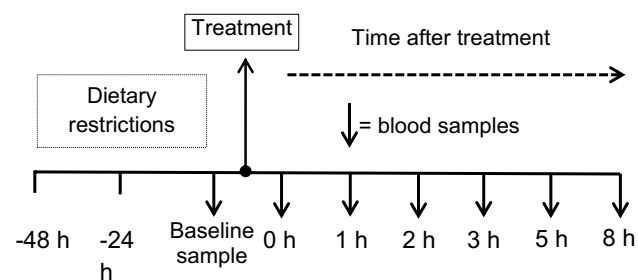 Treatment
Time after treatment
Dietary
restrictions
= blood samples
-48 h
-24
h
Baseline
sample
0 h
1 h
2 h
3 h
5 h
8 h